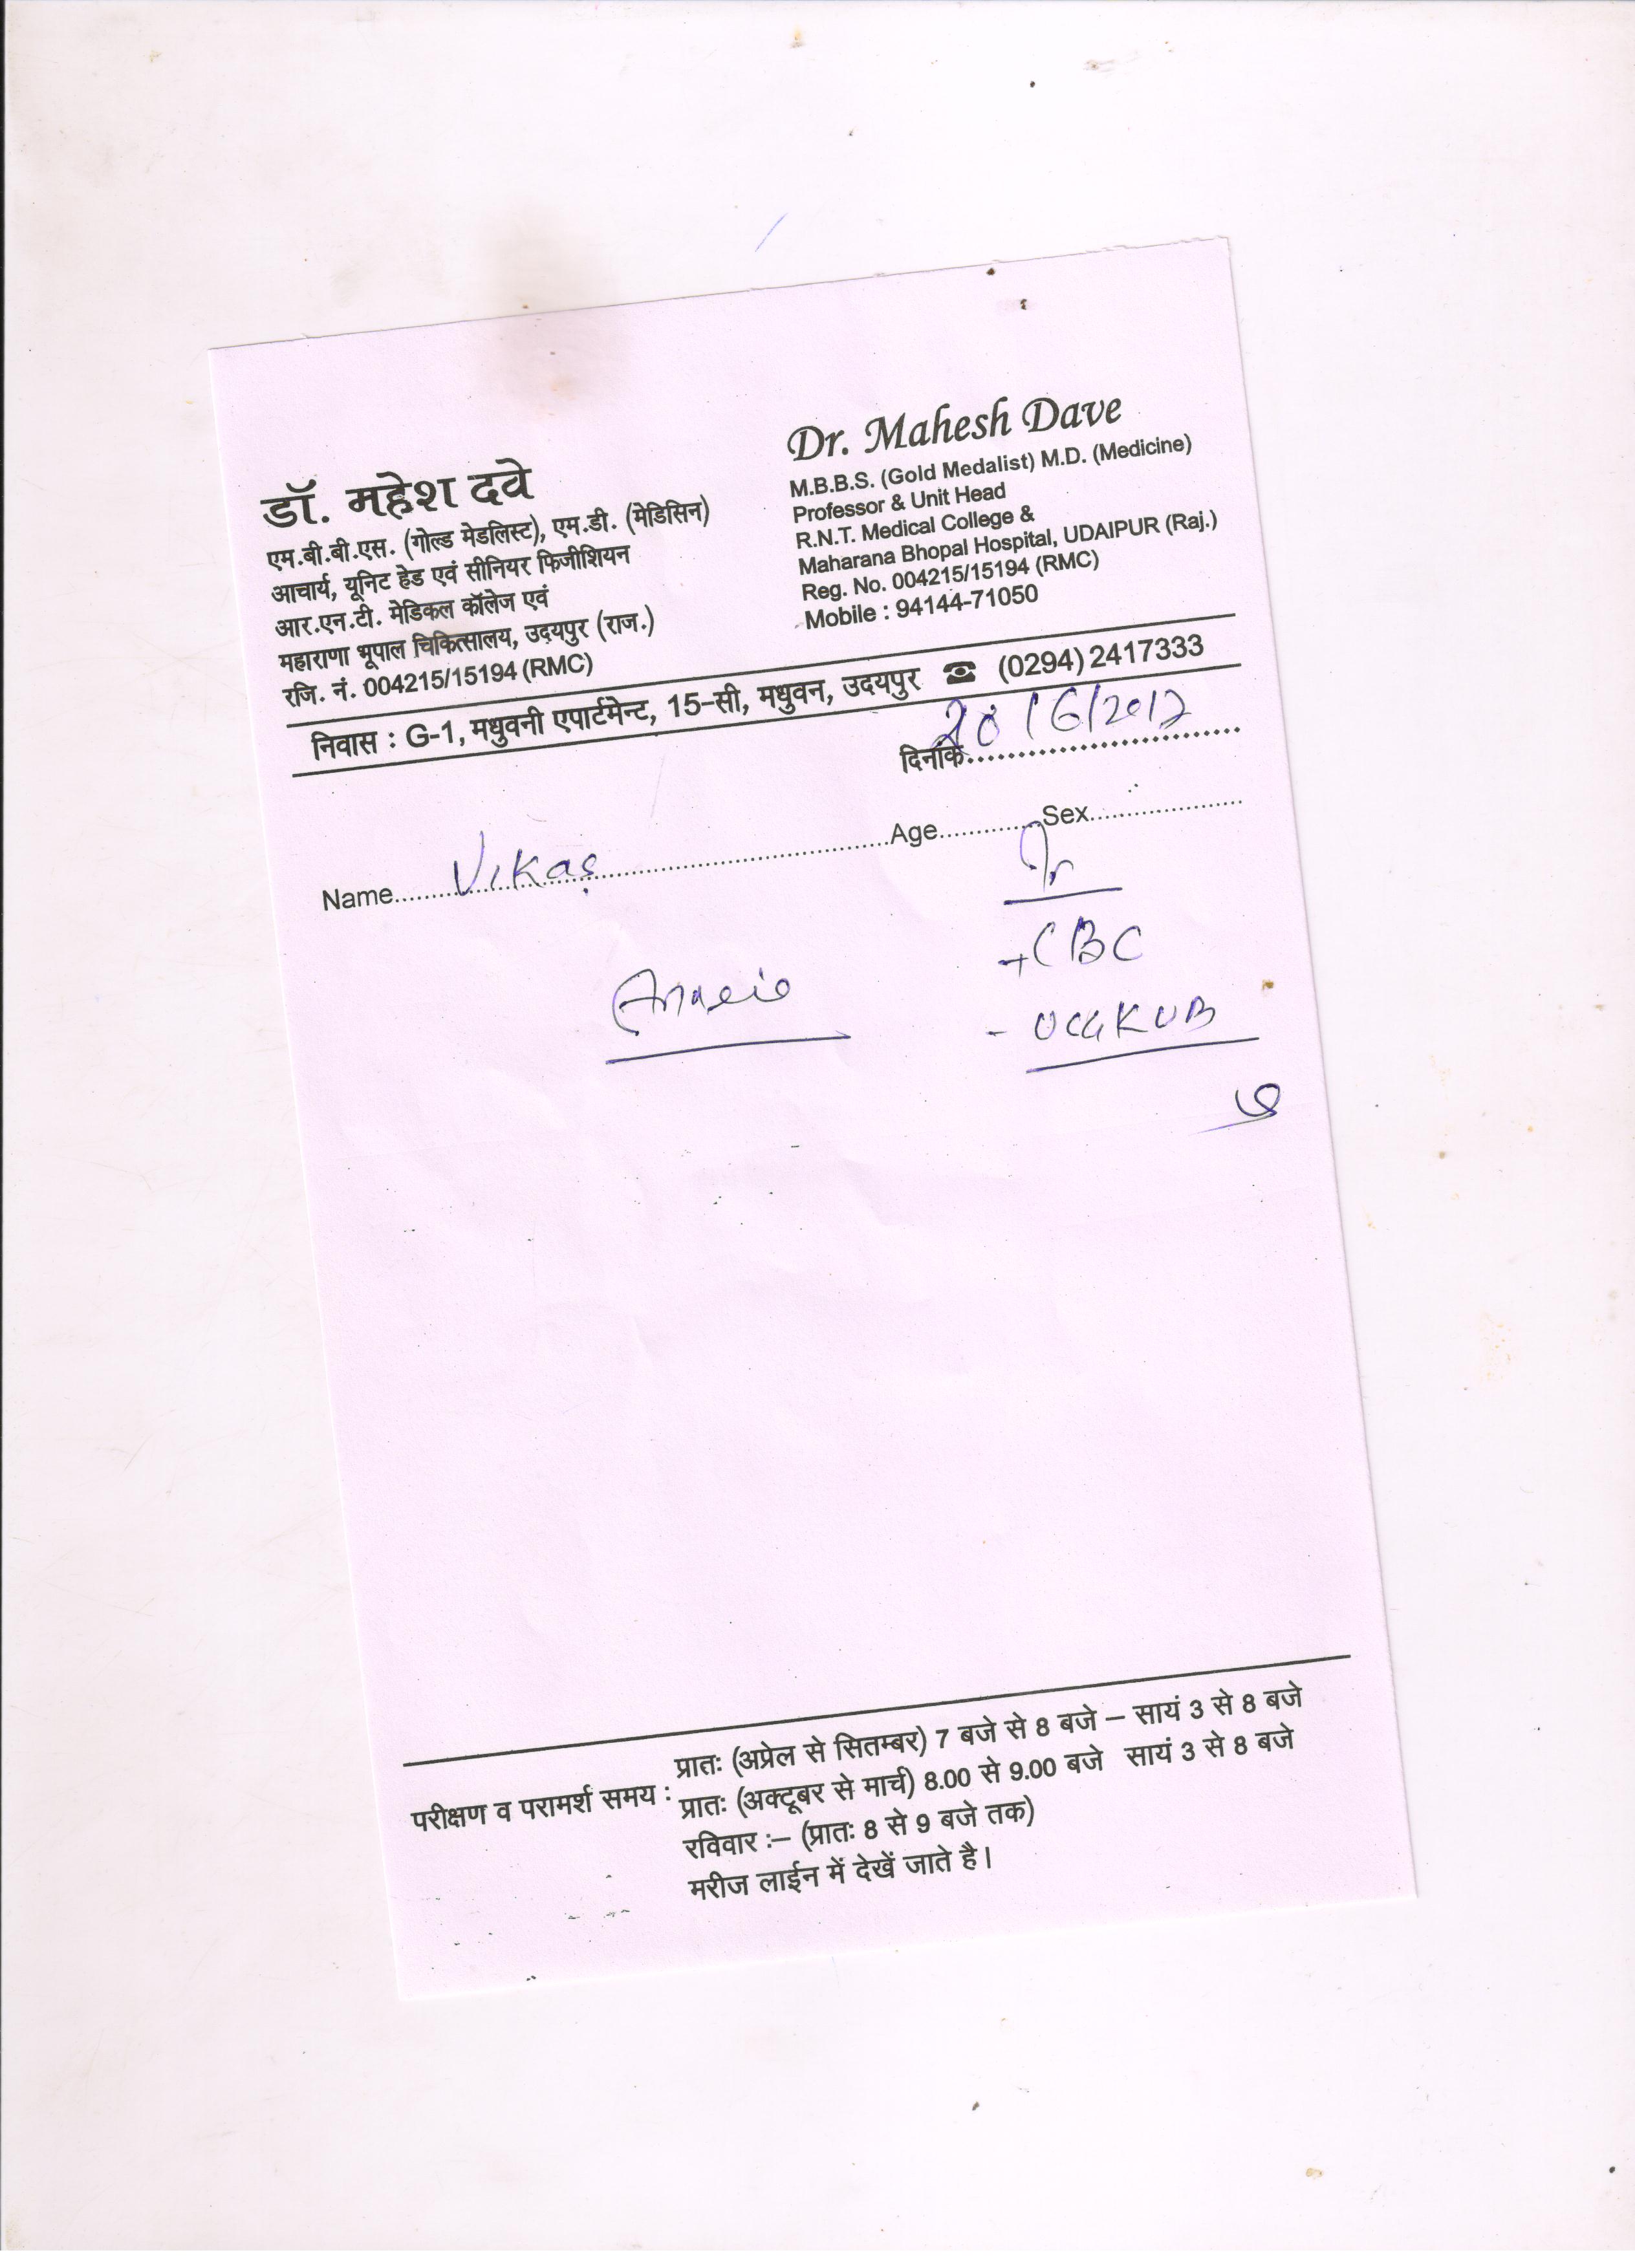 डॉ. महेश दवे
एम.बी.बी.एस. (गोल्ड मेडलिस्ट), एम.डी. (मेडिसिन)
आचार्य, यूनिट हेड एवं सीनियर फिजीशियन
आर.एन.टी. मेडिकल कॉलेज एवं
महाराणा भूपाल चिकित्सालय, उदयपुर (राज.)
रजि. नं. 004215/15194 (RMC)
Dr. Mahesh Dave
M.B.B.S. (Gold Medalist) M.D. (Medicine)
Professor & Unit Head
R.N.T. Medical College &
Maharana Bhopal Hospital, UDAIPUR (Raj.)
Reg. No. 004215/15194 (RMC)
Mobile : 94144-71050
निवास : G-1, मधुवनी एपार्टमेन्ट, 15-सी, मधुवन, उदयपुर ☎ (0294) 2417333
दिनांक 20/6/2017
Name Vikas Age Sex
+ CBC
परीक्षण व परामर्श समय :
प्रातः (अप्रेल से सितम्बर) 7 बजे से 8 बजे – सायं 3 से 8 बजे
प्रातः (अक्टूबर से मार्च) 8.00 से 9.00 बजे सायं 3 से 8 बजे
रविवार :– (प्रातः 8 से 9 बजे तक)
मरीज लाईन में देखें जाते है।